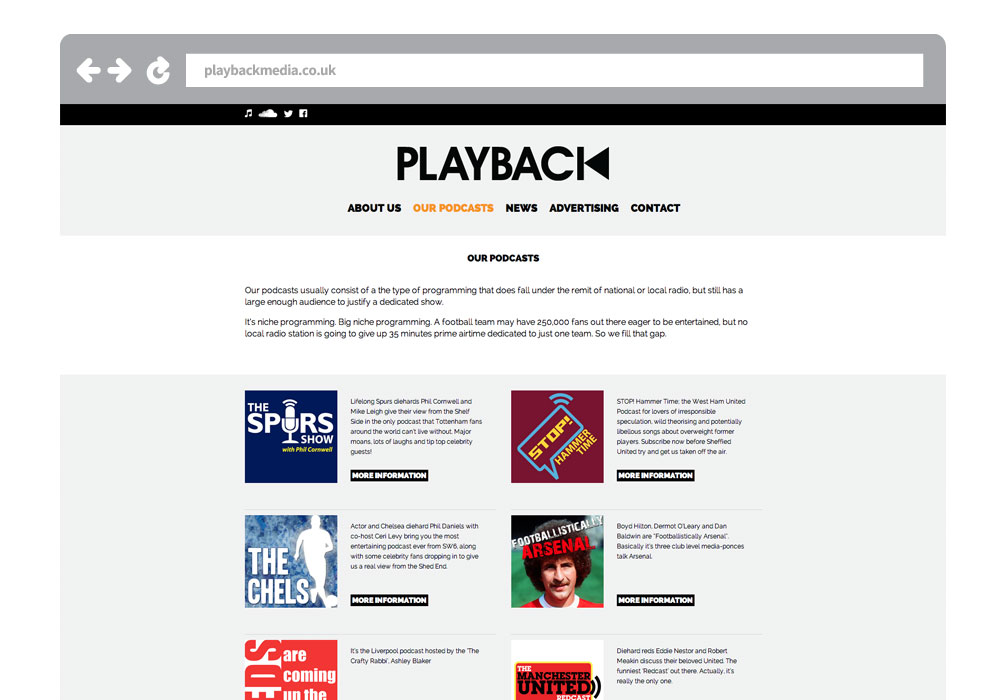 playbackmedia.co.uk
PLAYBACK
ABOUT US OUR PODCASTS NEWS ADVERTISING CONTACT
OUR PODCASTS
Our podcasts usually consist of a the type of programming that does fall under the remit of national or local radio, but still has a
large enough audience to justify a dedicated show.
It's niche programming. Big niche programming. A football team may have 250,000 fans out there eager to be entertained, but no
local radio station is going to give up 35 minutes prime airtime dedicated to just one team. So we fill that gap.
THE
SPURS
SHOW
with Phil Cornwell
Lifelong Spurs diehards Phil Cornwell and
Mike Leigh give their view from the Shelf
Side in the only podcast that Tottenham fans
around the world can't live without. Major
moans, lots of laughs and tip top celebrity
guests!
MORE INFORMATION
STOP!
HAMMER
TIME
STOP! Hammer Time; the West Ham United
Podcast for lovers of irresponsible
speculation, wild theorising and potentially
libellous songs about overweight former
players. Subscribe now before Sheffied
United try and get us taken off the air.
MORE INFORMATION
THE
CHELS
Actor and Chelsea diehard Phil Daniels with
co-host Ceri Levy bring you the most
entertaining podcast ever from SW6, along
with some celebrity fans dropping in to give
us a real view from the Shed End.
MORE INFORMATION
FOOTBALLISTICALLY
ARSENAL
Boyd Hilton, Dermot O'Leary and Dan
Baldwin are "Footballistically Arsenal".
Basically it's three club level media-ponces
talk Arsenal.
MORE INFORMATION
EDS
are
coming
up the
It's the Liverpool podcast hosted by the 'The
Crafty Rabbi', Ashley Blaker
THE
MANCHESTER
UNITED
REDCAST
Diehard reds Eddie Nestor and Robert
Meakin discuss their beloved United. The
funniest 'Redcast' out there. Actually, it's
really the only one.